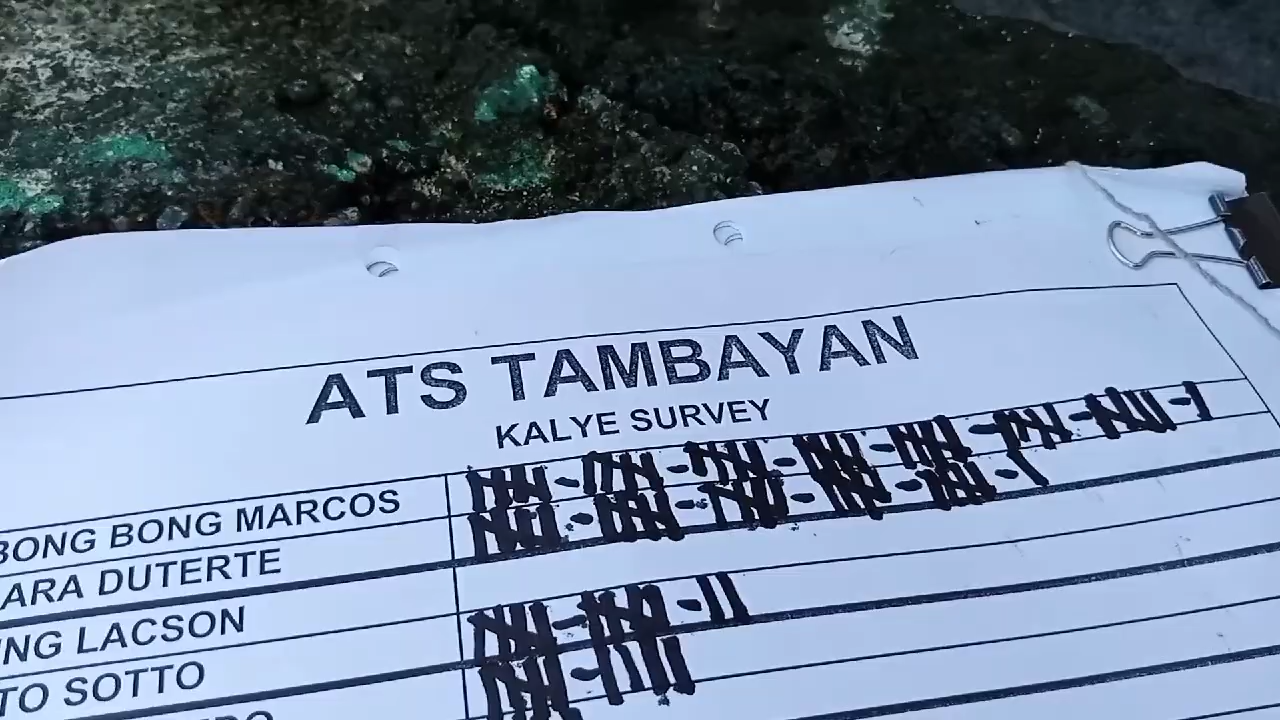 ATS TAMBAYAN
KALYE SURVEY
BONG BONG MARCOS
ARA DUTERTE
NG LACSON
TO SOTTO